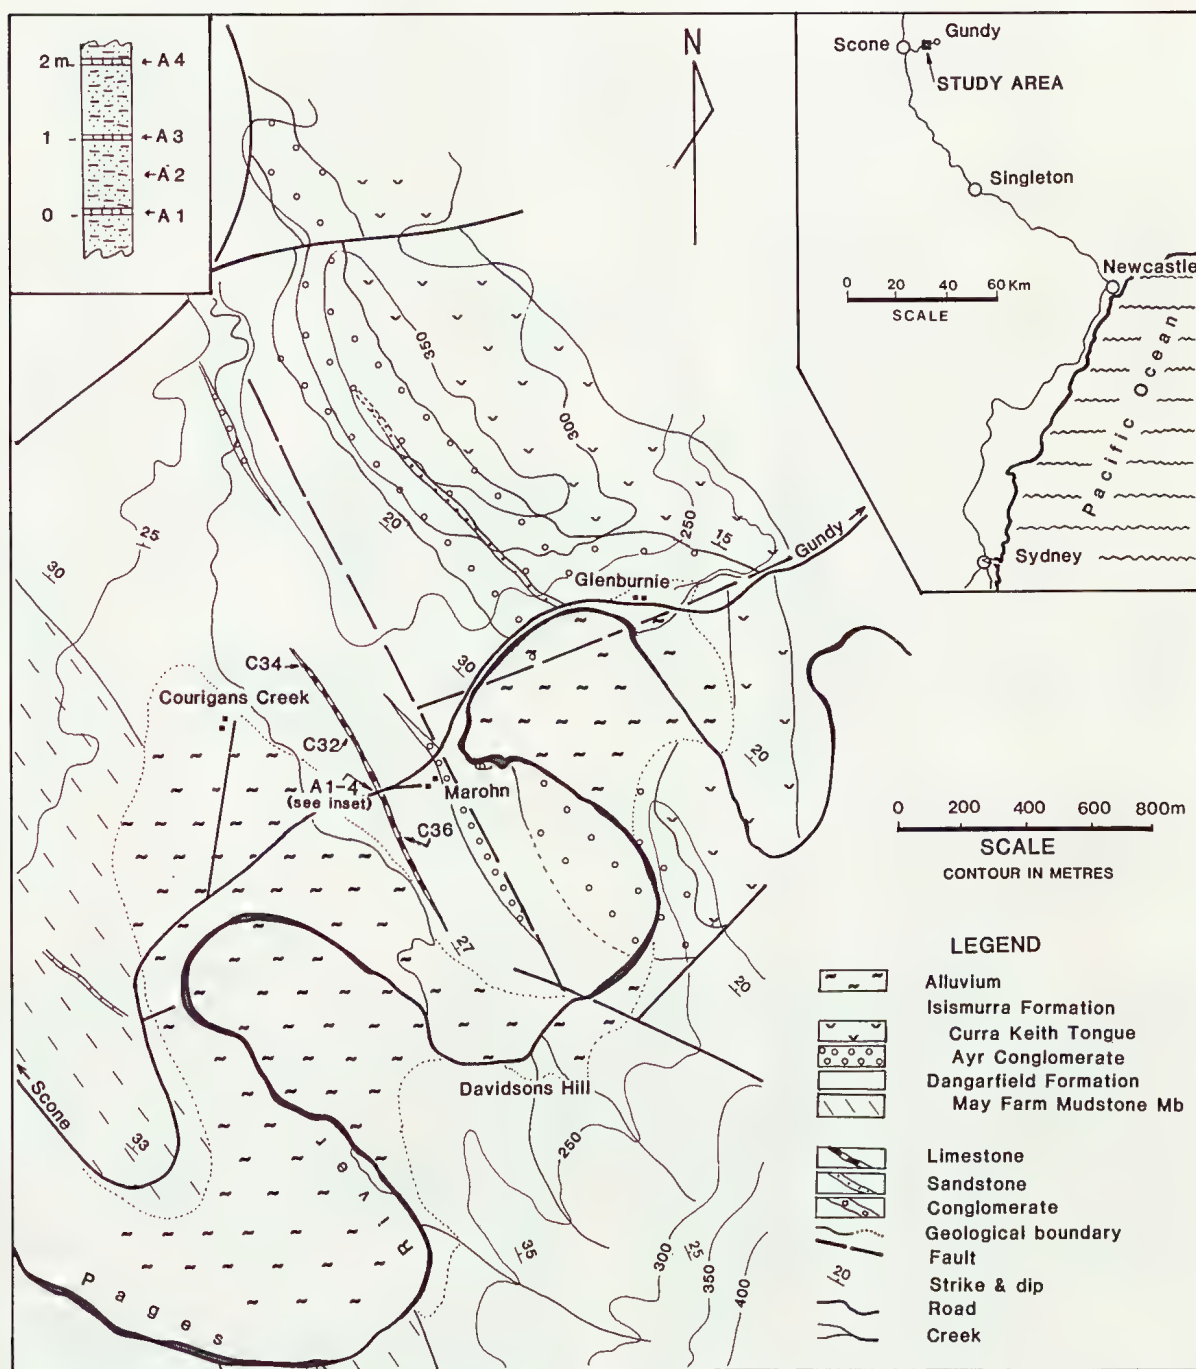 2 m
A 4
1
A 3
A 2
0
A 1
N
Scone
Gundy
STUDY AREA
Singleton
Newcastle
0 20 40 60 Km
SCALE
Pacific Ocean
Sydney
350
300
250
15
Gundy
20
25
30
Glenburnie
30
C34
Courigans Creek
C32
A1-4
(see inset)
Marohn
C36
20
27
20
Scone
33
Davidsons Hill
250
35
300
25
350
400
Pages
River
0 200 400 600 800m
SCALE
CONTOUR IN METRES
LEGEND
Alluvium
Isismurra Formation
Curra Keith Tongue
Ayr Conglomerate
Dangarfield Formation
May Farm Mudstone Mb
Limestone
Sandstone
Conglomerate
Geological boundary
Fault
20
Strike & dip
Road
Creek